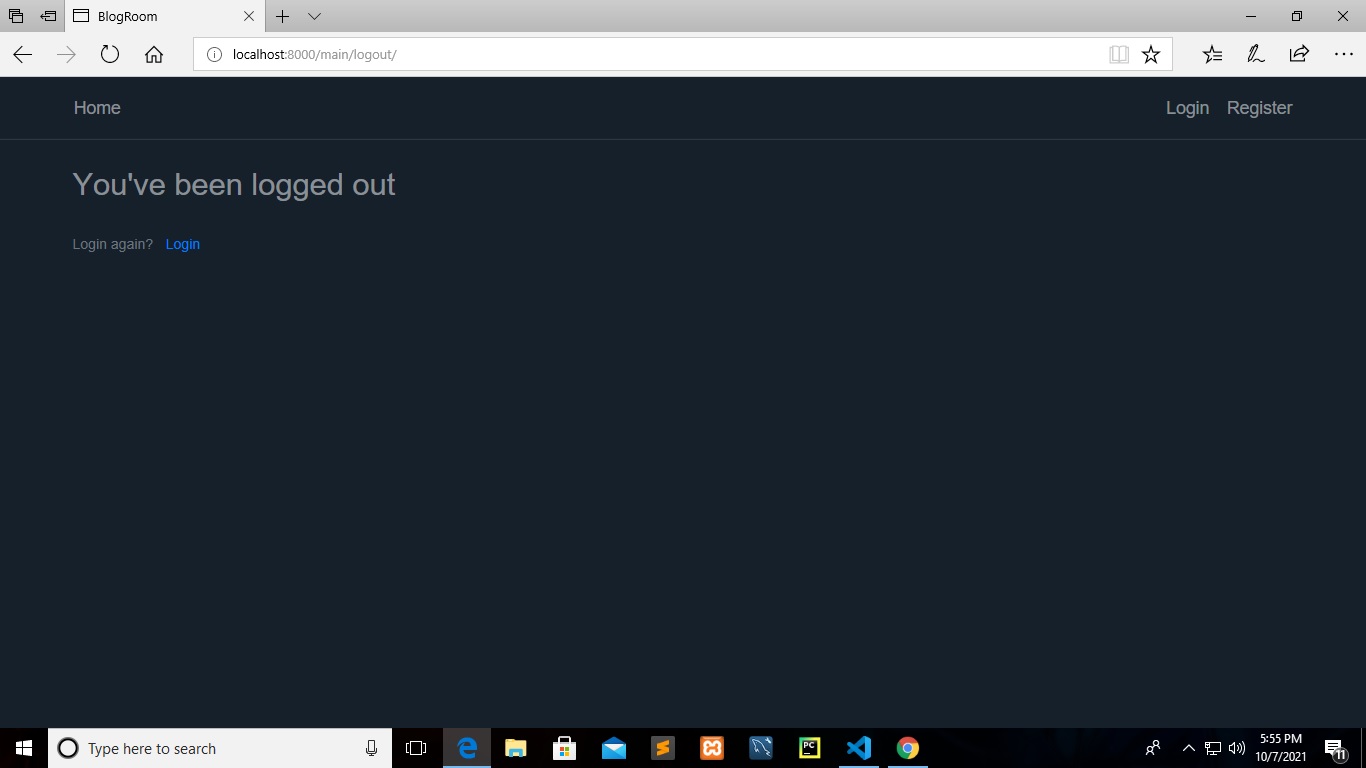 BlogRoom
localhost:8000/main/logout/
Home
Login Register
You've been logged out
Login again? Login
Type here to search
PC
5:55 PM
10/7/2021
11